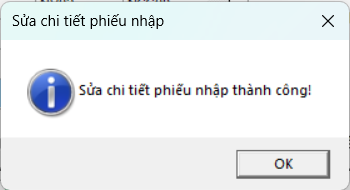 Sửa chi tiết phiếu nhập
Sửa chi tiết phiếu nhập thành công!
OK